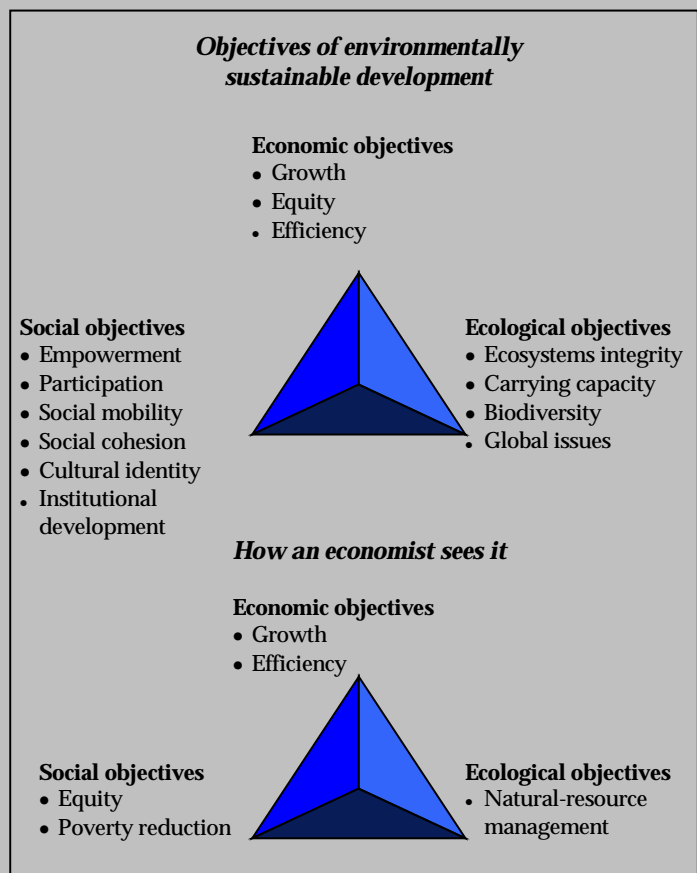 Objectives of environmentally
sustainable development
Economic objectives
• Growth
• Equity
• Efficiency
Social objectives
• Empowerment
• Participation
• Social mobility
• Social cohesion
• Cultural identity
• Institutional
development
Ecological objectives
• Ecosystems integrity
• Carrying capacity
• Biodiversity
• Global issues
How an economist sees it
Economic objectives
• Growth
• Efficiency
Social objectives
• Equity
• Poverty reduction
Ecological objectives
• Natural-resource
management